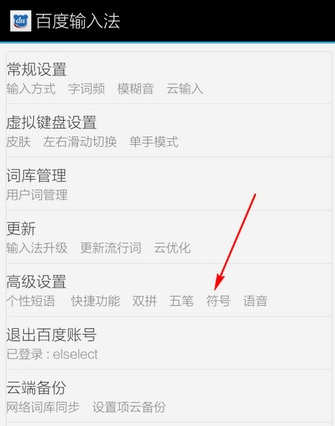 du 百度输入法
常规设置
输入方式 字词频 模糊音 云输入
虚拟键盘设置
皮肤 左右滑动切换 单手模式
词库管理
用户词管理
更新
输入法升级 更新流行词 云优化
高级设置
个性短语 快捷功能 双拼 五笔 符号 语音
退出百度账号
已登录 : elselect
云端备份
网络词库同步 设置项云备份